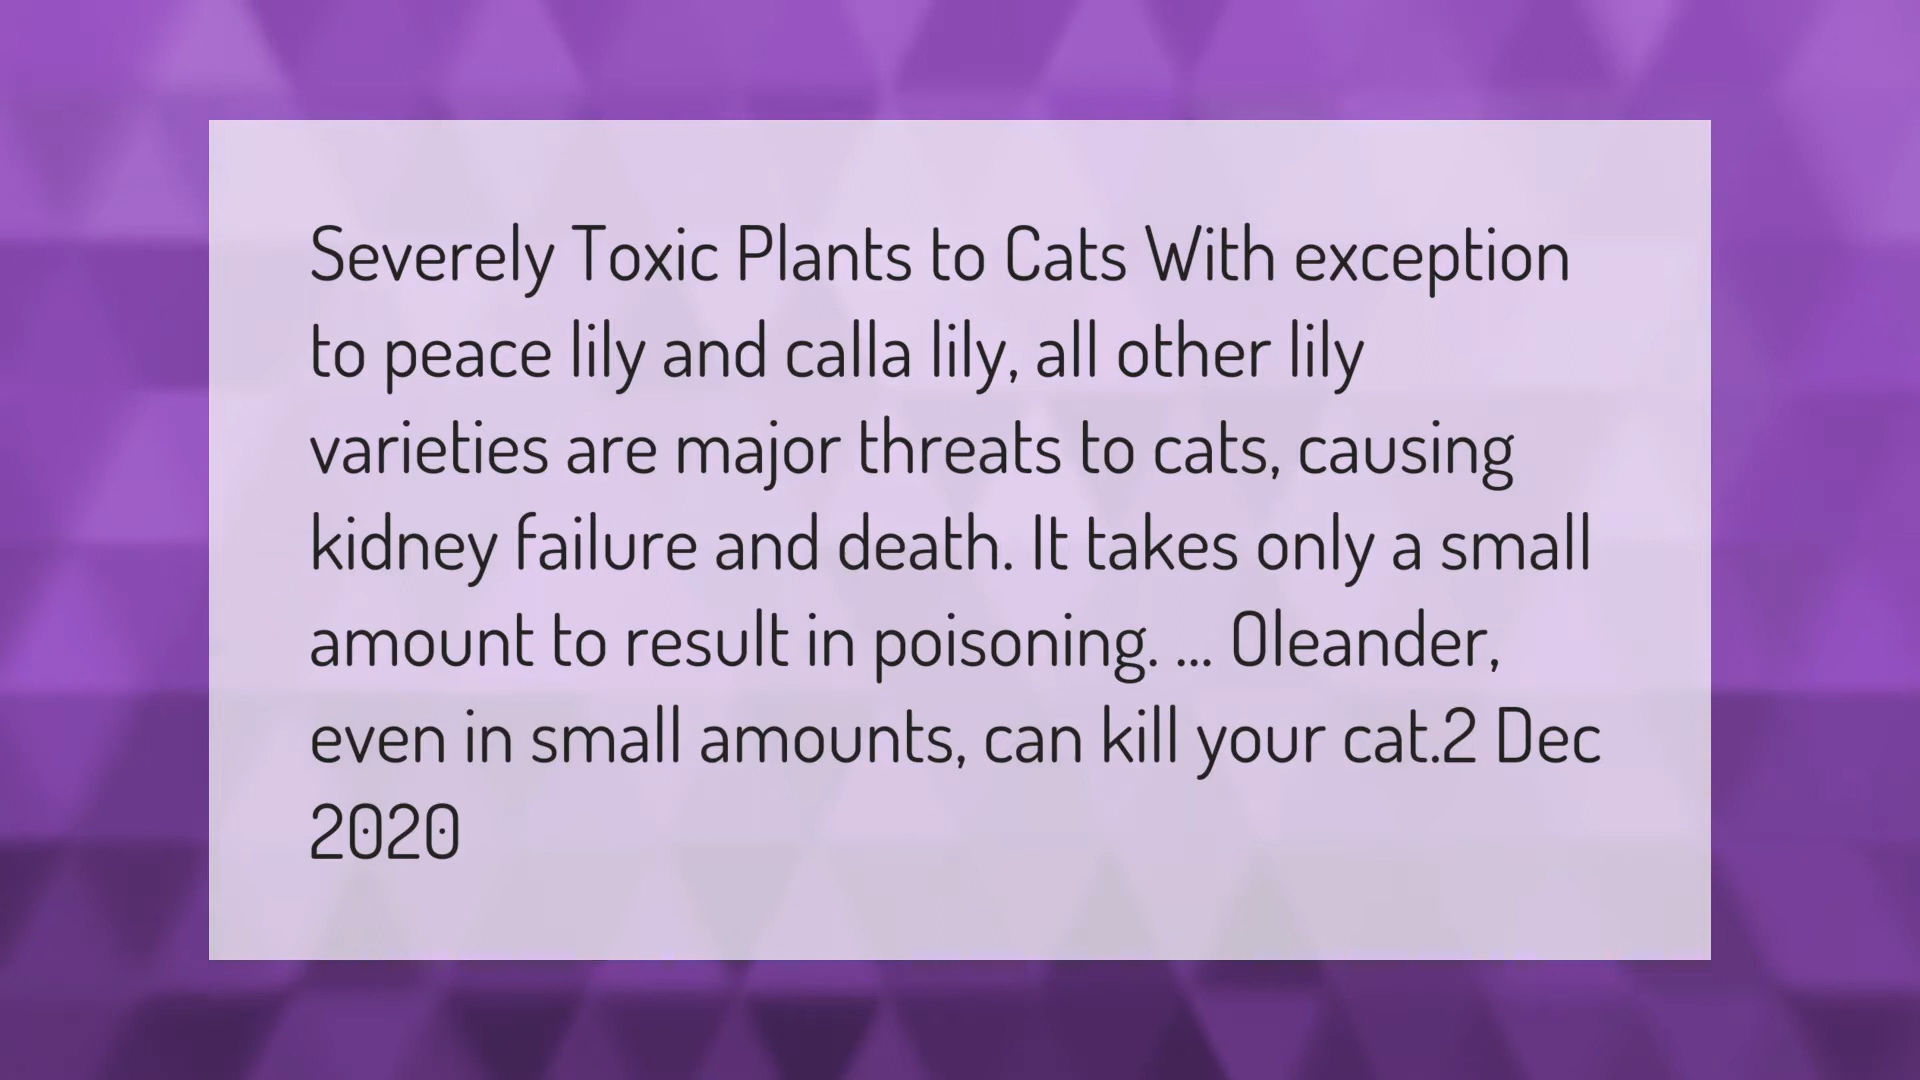 Severely Toxic Plants to Cats With exception
to peace lily and calla lily, all other lily
varieties are major threats to cats, causing
kidney failure and death. It takes only a small
amount to result in poisoning. ... Oleander,
even in small amounts, can kill your cat.2 Dec
2020